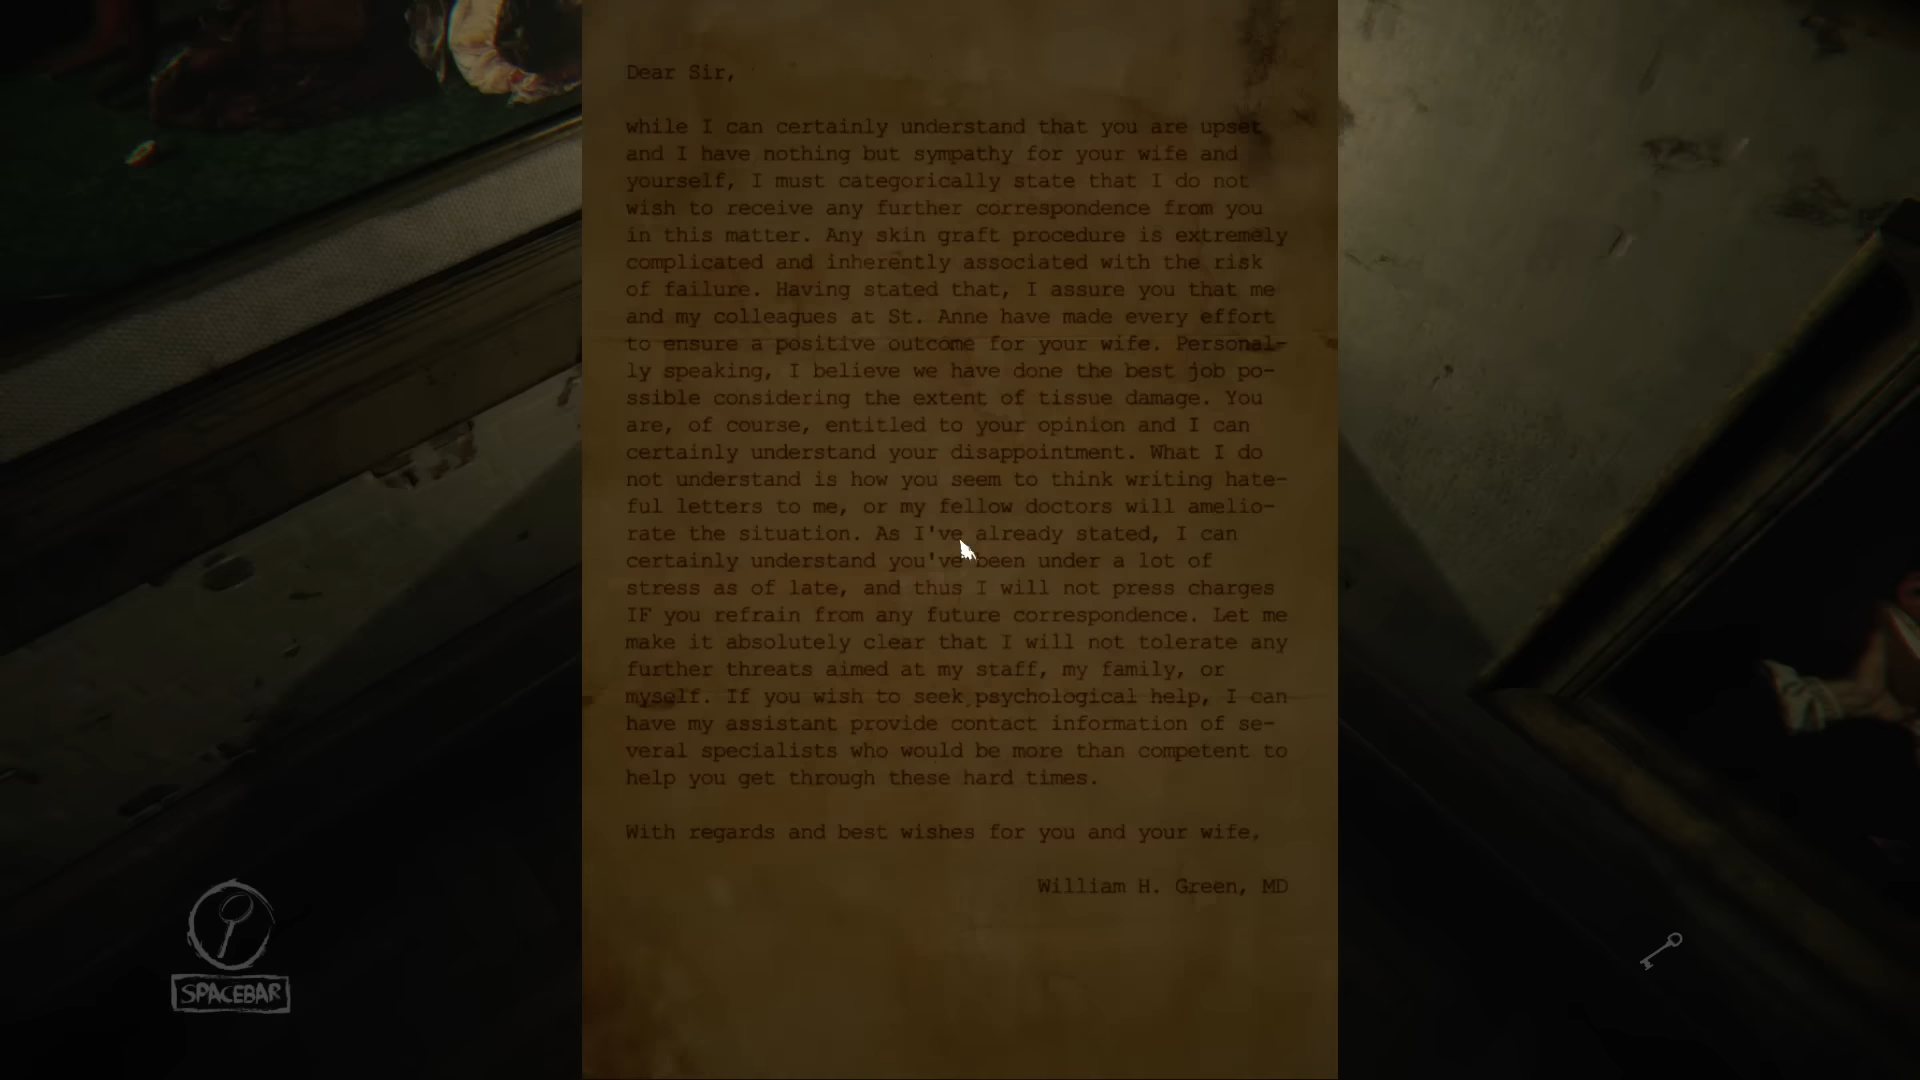 Dear Sir,
while I can certainly understand that you are upset
and I have nothing but sympathy for your wife and
yourself, I must categorically state that I do not
wish to receive any further correspondence from you
in this matter. Any skin graft procedure is extremely
complicated and inherently associated with the risk
of failure. Having stated that, I assure you that me
and my colleagues at St. Anne have made every effort
to ensure a positive outcome for your wife. Personal-
ly speaking, I believe we have done the best job po-
ssible considering the extent of tissue damage. You
are, of course, entitled to your opinion and I can
certainly understand your disappointment. What I do
not understand is how you seem to think writing hate-
ful letters to me, or my fellow doctors will amelio-
rate the situation. As I've already stated, I can
certainly understand you've been under a lot of
stress as of late, and thus I will not press charges
IF you refrain from any future correspondence. Let me
make it absolutely clear that I will not tolerate any
further threats aimed at my staff, my family, or
myself. If you wish to seek psychological help, I can
have my assistant provide contact information of se-
veral specialists who would be more than competent to
help you get through these hard times.
With regards and best wishes for you and your wife,
William H. Green, MD
SPACEBAR